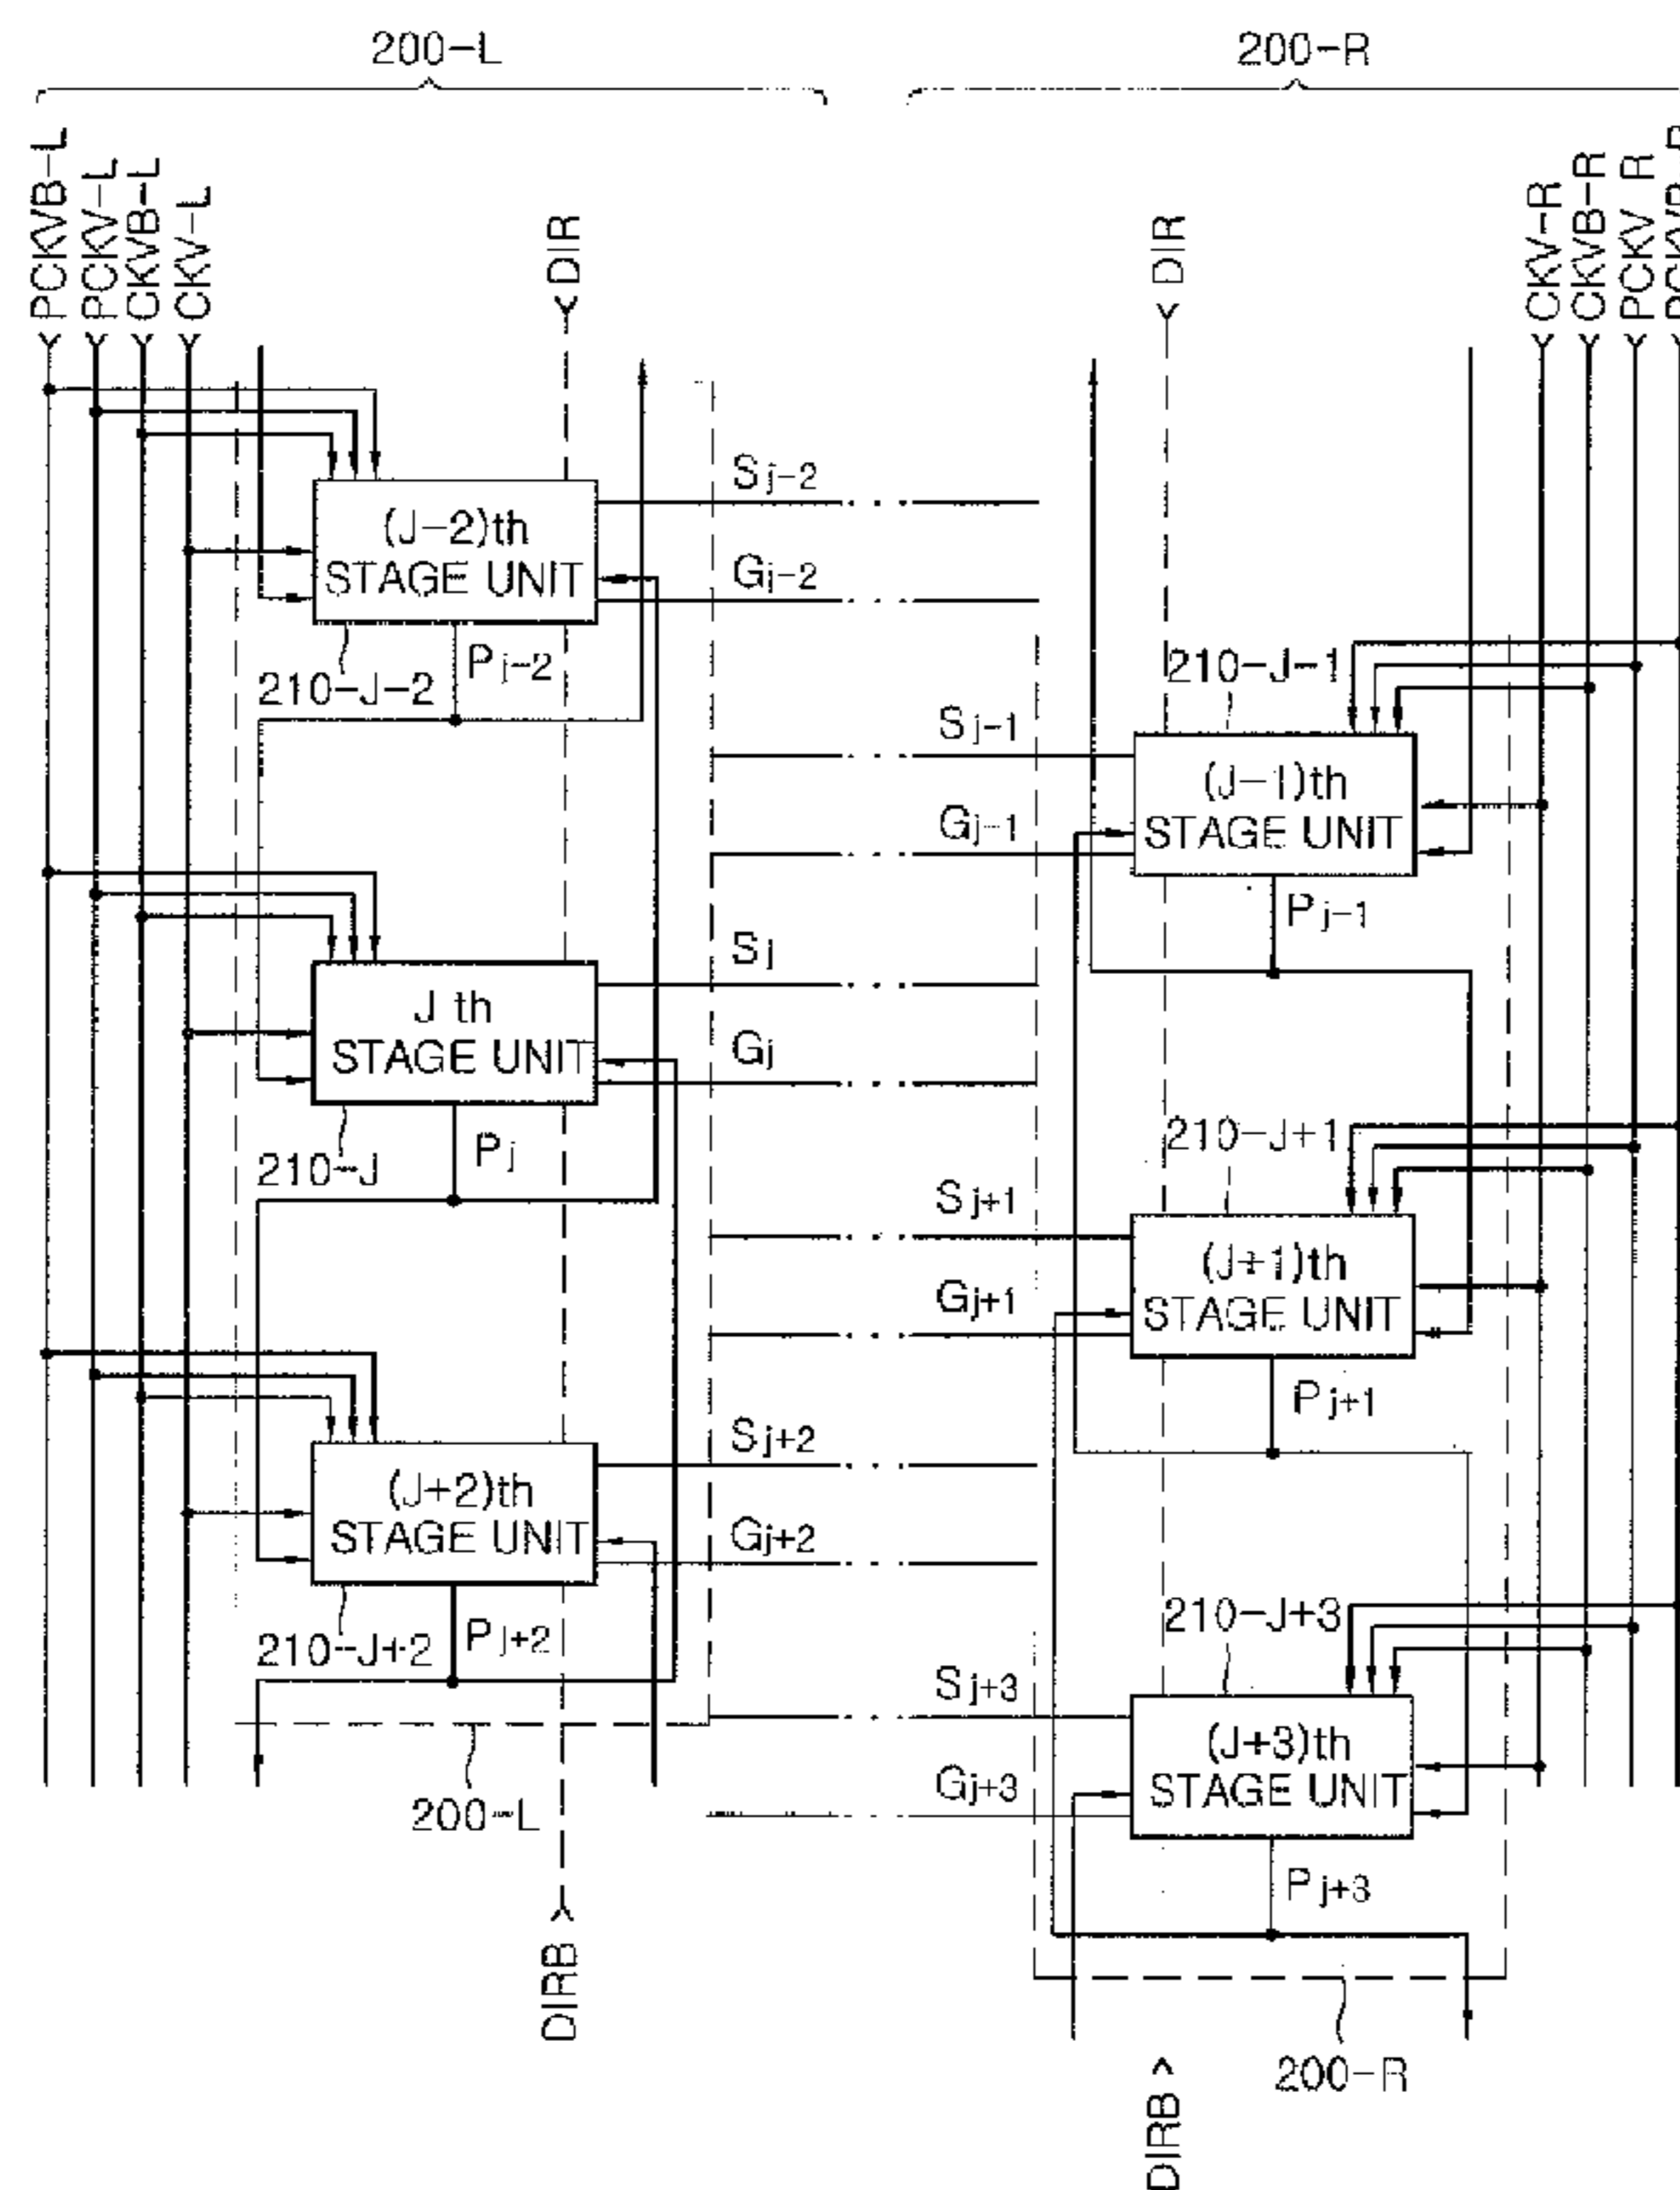 200-L
200-R
PCKVB-L
PCKV-L
CKVB-L
CKV-L
DIR
DIR
CKV-R
CKVB-R
PCKV-R
PCKVB-R
(J-2)th
STAGE UNIT
Sj-2
Gj-2
Pj-2
210-J-2
210-J-1
Sj-1
(J-1)th
STAGE UNIT
Gj-1
Pj-1
Sj
J th
STAGE UNIT
Gj
Pj
210-J
210-J+1
Sj+1
(J+1)th
STAGE UNIT
Gj+1
Pj+1
Sj+2
(J+2)th
STAGE UNIT
Gj+2
Pj+2
210-J+2
210-J+3
Sj+3
(J+3)th
STAGE UNIT
Gj+3
200-L
Pj+3
DIRB
200-R
DIRB